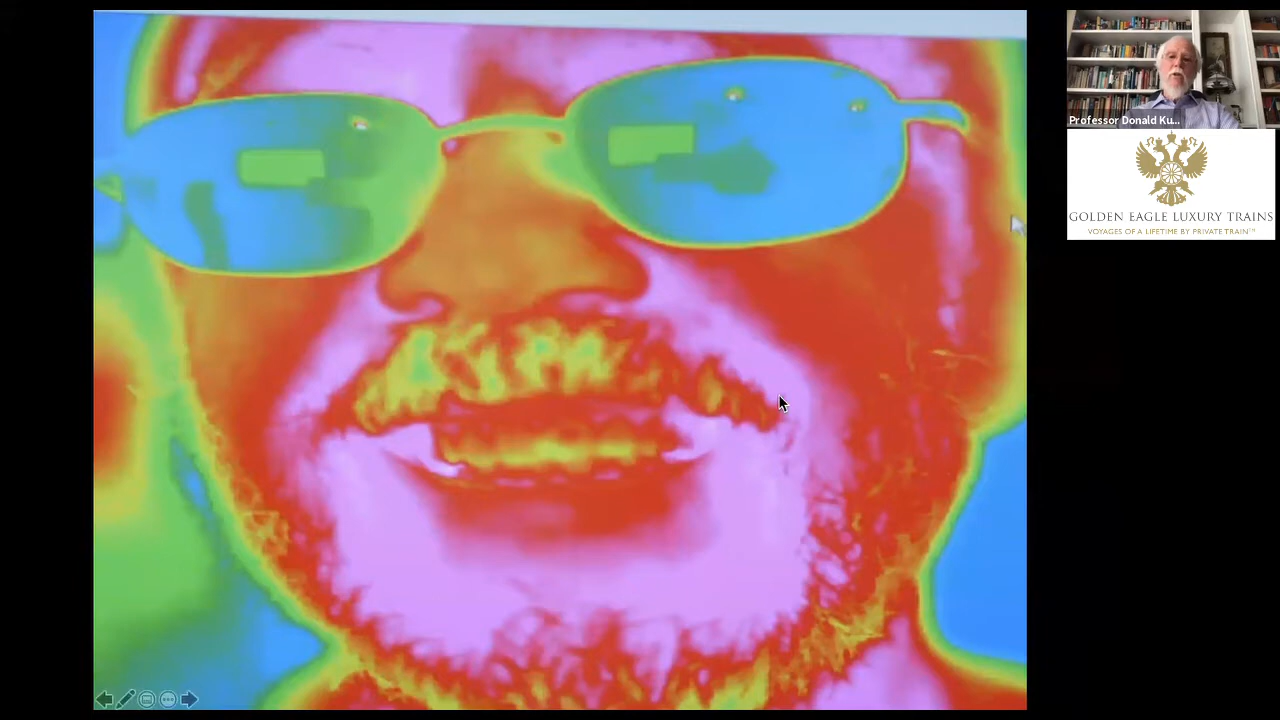 Professor Donald Ku...
GOLDEN EAGLE LUXURY TRAINS
VOYAGES OF A LIFETIME BY PRIVATE TRAIN™